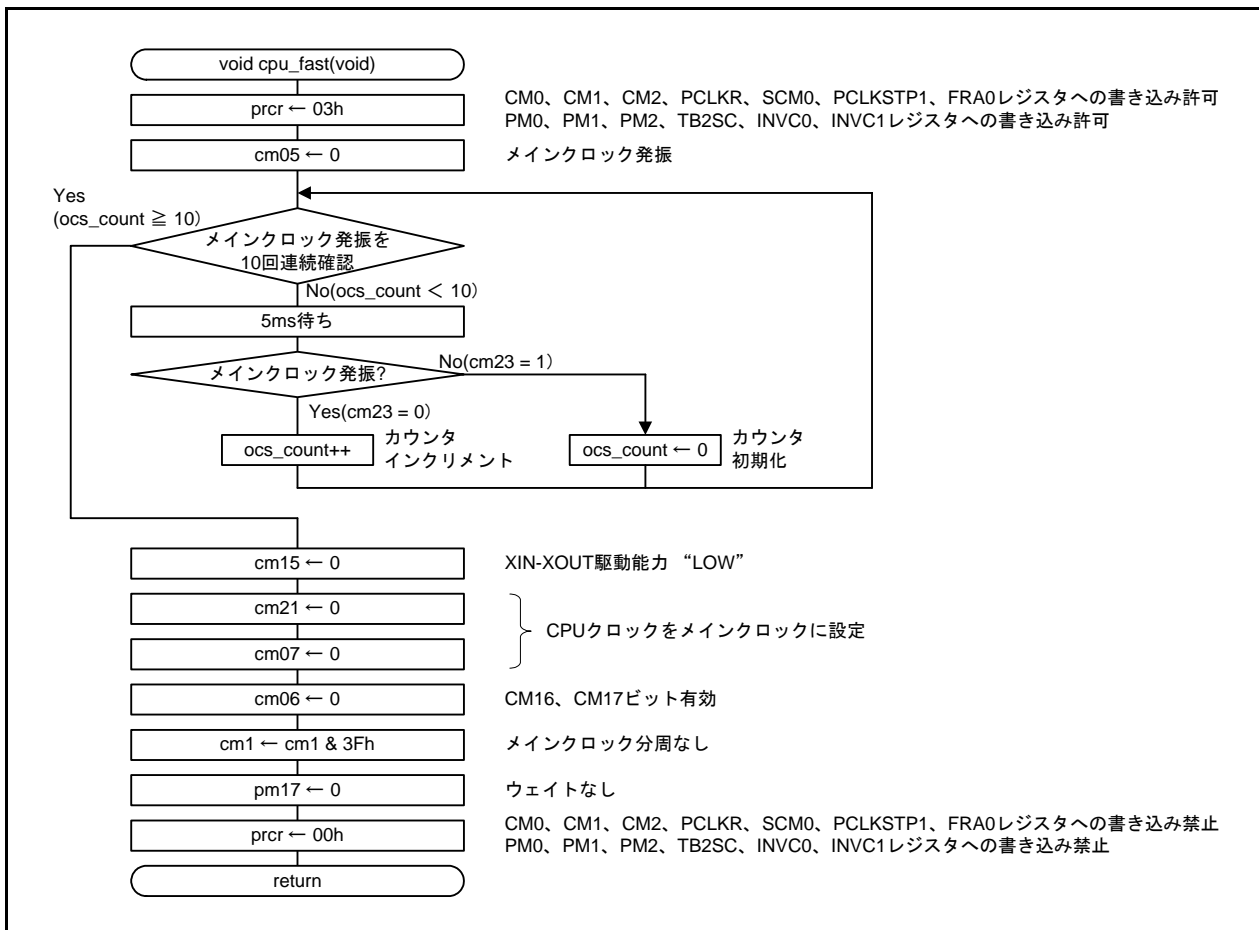 void cpu_fast(void)
prcr ← 03h
CM0、CM1、CM2、PCLKR、SCM0、PCLKSTP1、FRA0レジスタへの書き込み許可
PM0、PM1、PM2、TB2SC、INVC0、INVC1レジスタへの書き込み許可
cm05 ← 0
メインクロック発振
Yes
(ocs_count ≧ 10)
メインクロック発振を
10回連続確認
No(ocs_count < 10)
5ms待ち
メインクロック発振?
No(cm23 = 1)
Yes(cm23 = 0)
ocs_count++
カウンタ
インクリメント
ocs_count ← 0
カウンタ
初期化
cm15 ← 0
XIN-XOUT駆動能力 “LOW”
cm21 ← 0
CPUクロックをメインクロックに設定
cm07 ← 0
cm06 ← 0
CM16、CM17ビット有効
cm1 ← cm1 & 3Fh
メインクロック分周なし
pm17 ← 0
ウェイトなし
prcr ← 00h
CM0、CM1、CM2、PCLKR、SCM0、PCLKSTP1、FRA0レジスタへの書き込み禁止
PM0、PM1、PM2、TB2SC、INVC0、INVC1レジスタへの書き込み禁止
return